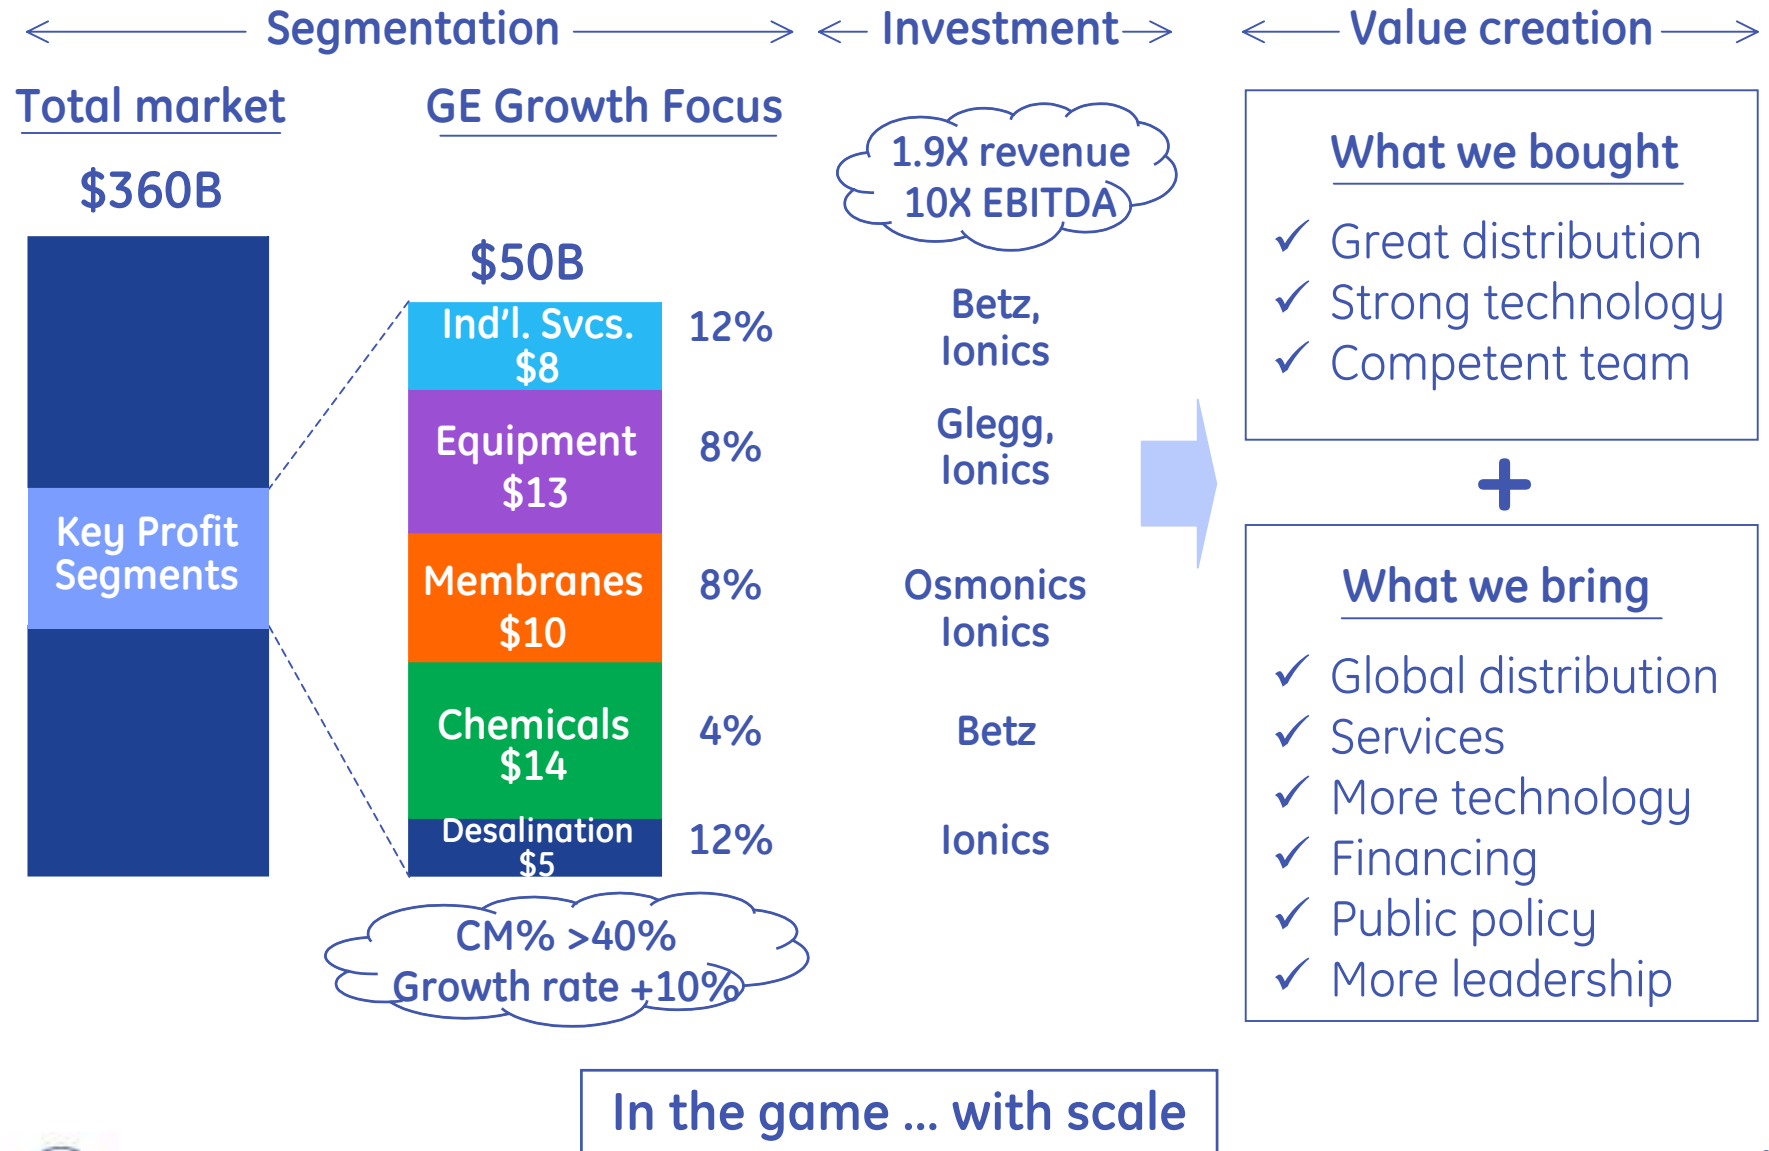 Segmentation
Investment
Value creation
Total market
$360B
Key Profit
Segments
GE Growth Focus
$50B
Ind'l. Svcs.
$8
12%
Equipment
$13
8%
Membranes
$10
8%
Chemicals
$14
4%
Desalination
$5
12%
CM% >40%
Growth rate +10%
1.9X revenue
10X EBITDA
Betz,
Ionics
Glegg,
Ionics
Osmonics
Ionics
Betz
Ionics
What we bought
✓ Great distribution
✓ Strong technology
✓ Competent team
+
What we bring
✓ Global distribution
✓ Services
✓ More technology
✓ Financing
✓ Public policy
✓ More leadership
In the game ... with scale